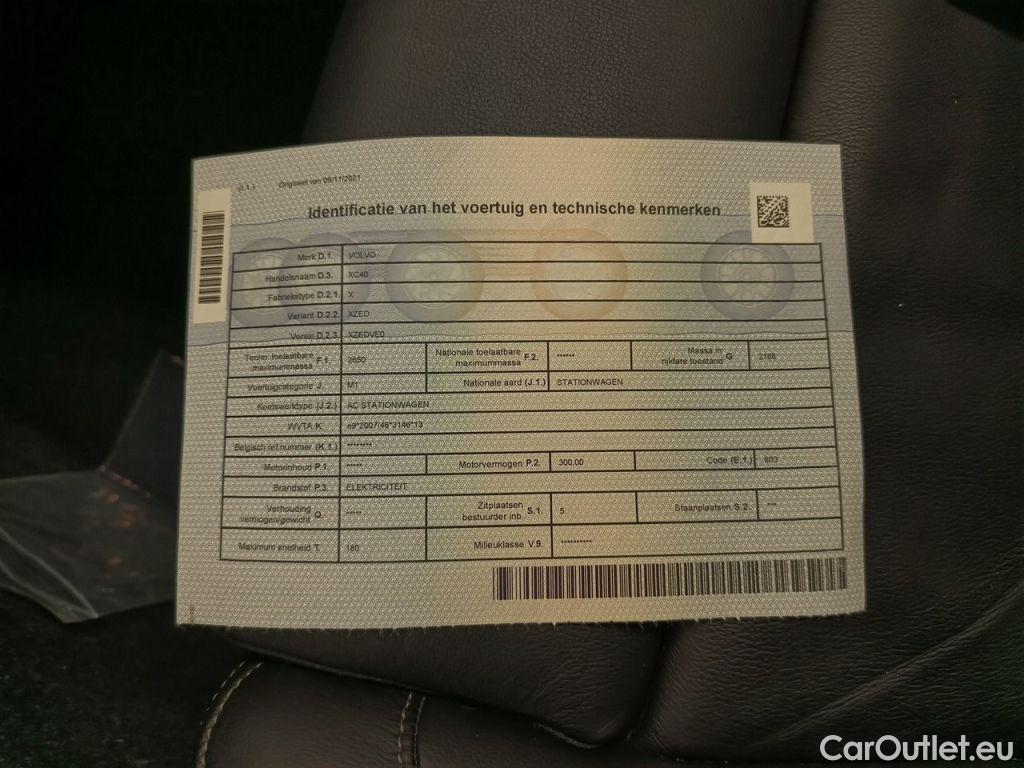 (I.1.) Origineel van 09/11/2021
Identificatie van het voertuig en technische kenmerken
Merk D.1. VOLVO
Handelsnaam D.3. XC40
Fabriekstype D.2.1. X
Variant D.2.2. XZED
Versie D.2.3. XZEDVE0
Techn. toelaatbare maximummassa F.1. 2650 Nationale toelaatbare maximummassa F.2. ****** Massa in rijklare toestand G. 2188
Voertuigcategorie J. M1 Nationale aard (J.1.) STATIONWAGEN
Koetswerktype (J.2.) AC STATIONWAGEN
WVTA K. e9*2007/46*3146*13
Belgisch ref.nummer (K.1.) ********
Motorinhoud P.1. ***** Motorvermogen P.2. 300,00 Code (E.1.) 603
Brandstof P.3. ELEKTRICITEIT
Verhouding vermogen/gewicht Q. ***** Zitplaatsen bestuurder inb. S.1. 5 Staanplaatsen S.2. ***
Maximum snelheid T. 180 Milieuklasse V.9. **********
CarOutlet.eu